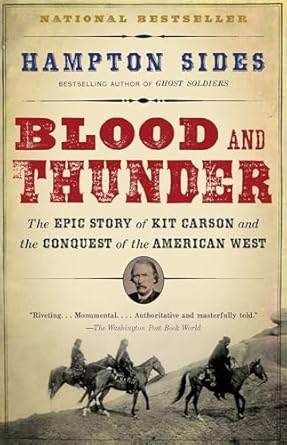 NATIONAL BESTSELLER
HAMPTON SIDES
BESTSELLING AUTHOR OF GHOST SOLDIERS
BLOOD AND
THUNDER
The EPIC STORY of KIT CARSON and
the CONQUEST of the AMERICAN WEST
"Riveting. . . Monumental. . . . Authoritative and masterfully told."
—The Washington Post Book World